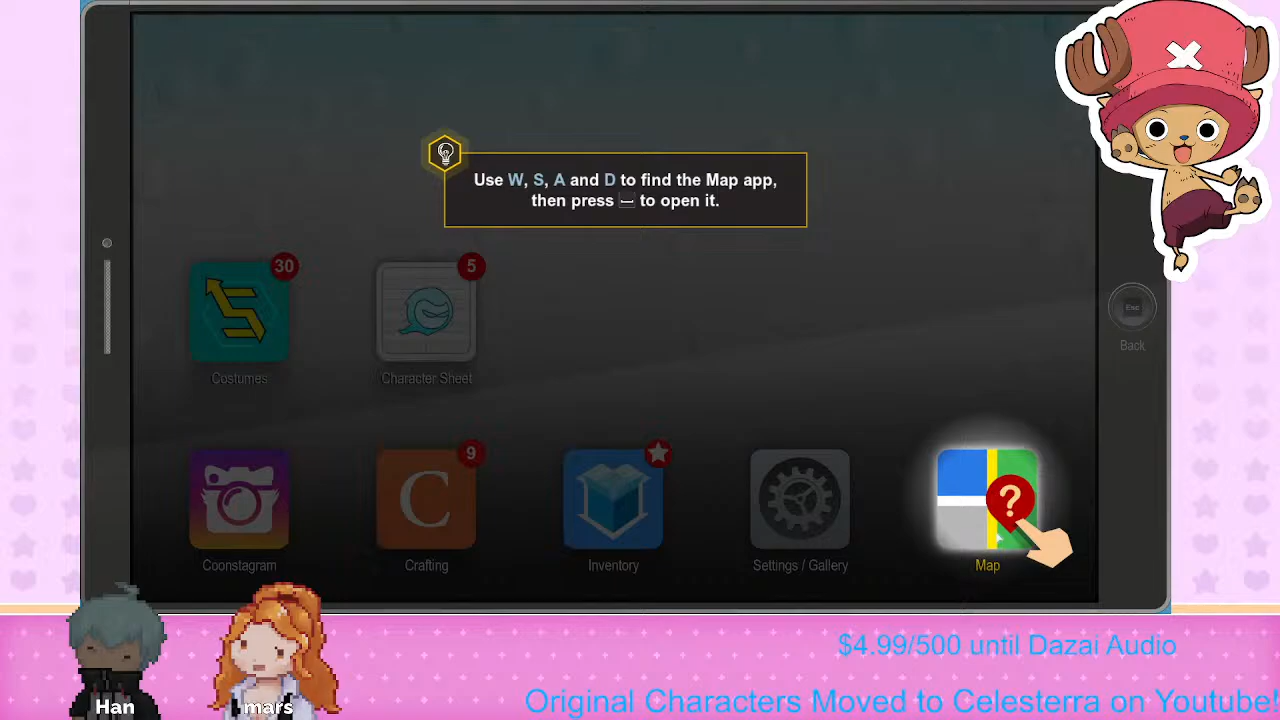 Use W, S, A and D to find the Map app,
then press to open it.
30
5
Esc
Back
Costumes
Character Sheet
9
C
?
Coonstagram
Crafting
Inventory
Settings / Gallery
Map
$4.99/500 until Dazai Audio
Han
mars
Original Characters Moved to Celesterra on Youtube!